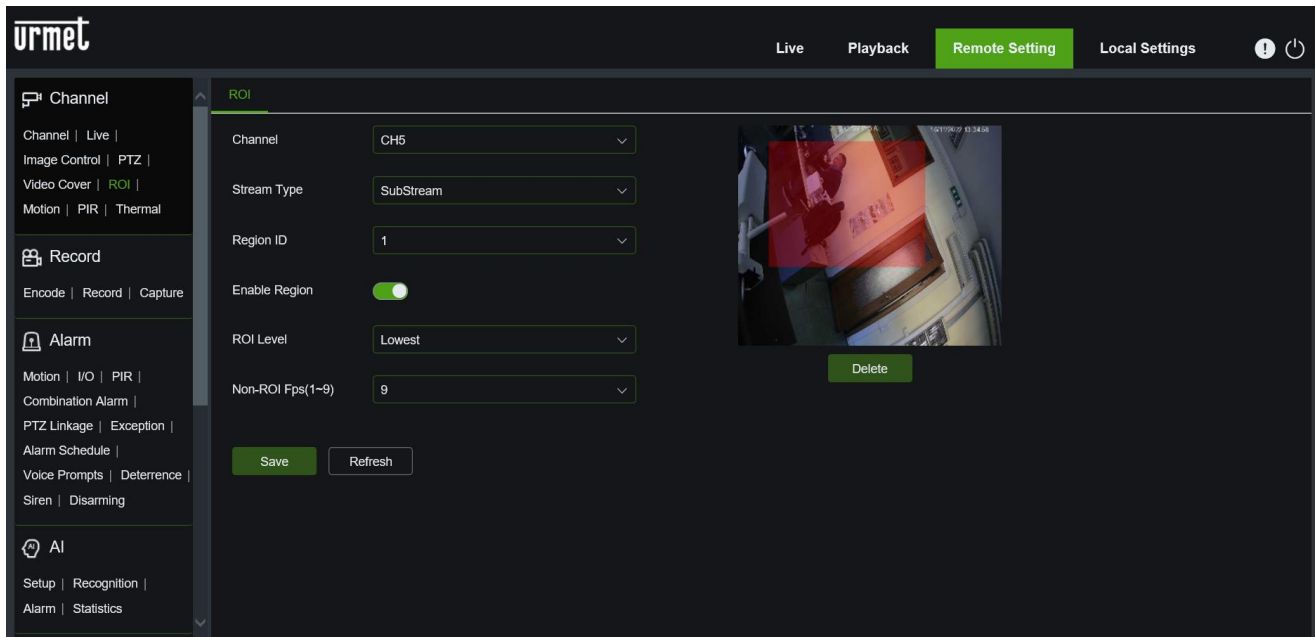 urmet
Live Playback Remote Setting Local Settings
Channel
Channel | Live |
Image Control | PTZ |
Video Cover | ROI |
Motion | PIR | Thermal
Record
Encode | Record | Capture
Alarm
Motion | I/O | PIR |
Combination Alarm |
PTZ Linkage | Exception |
Alarm Schedule |
Voice Prompts | Deterrence |
Siren | Disarming
AI
Setup | Recognition |
Alarm | Statistics
ROI
Channel CH5
Stream Type SubStream
Region ID 1
Enable Region
ROI Level Lowest
Non-ROI Fps(1~9) 9
Save Refresh
Delete